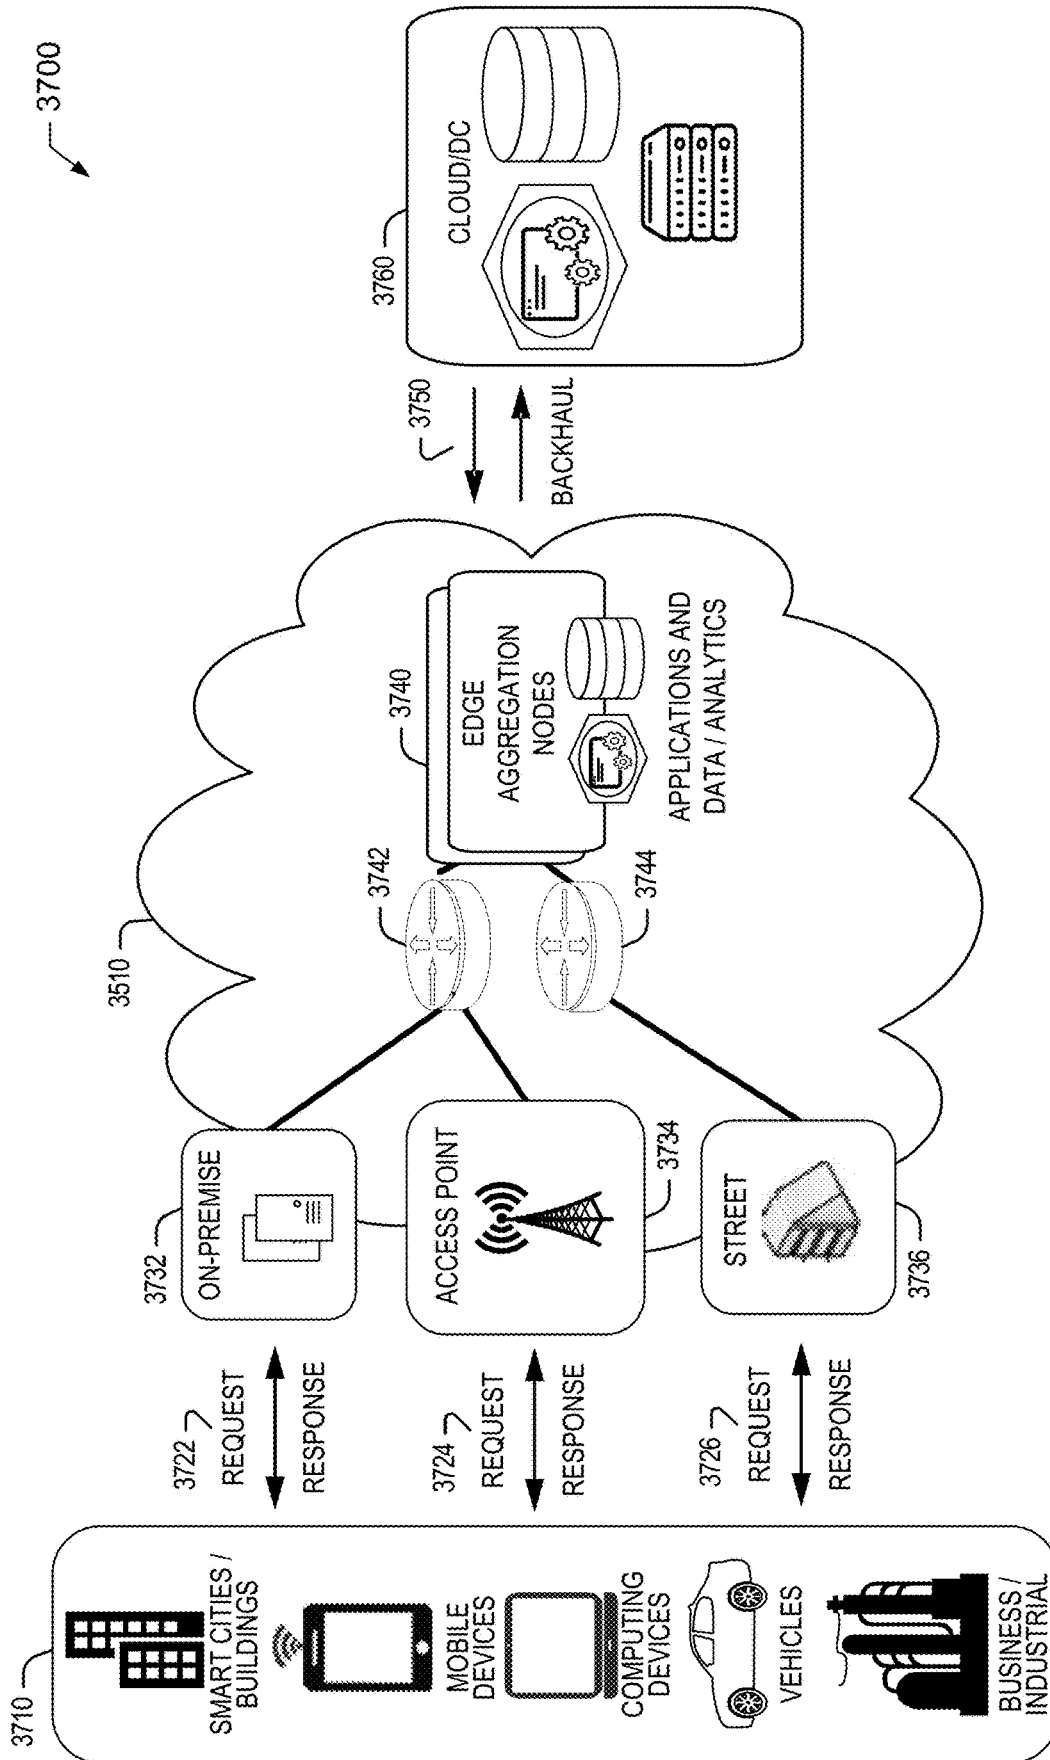 3700
3710
SMART CITIES /
BUILDINGS
MOBILE
DEVICES
COMPUTING
DEVICES
VEHICLES
BUSINESS /
INDUSTRIAL
3722
REQUEST
RESPONSE
3724
REQUEST
RESPONSE
3726
REQUEST
RESPONSE
3732
ON-PREMISE
ACCESS POINT
3734
STREET
3736
3510
3742
3744
3740
EDGE
AGGREGATION
NODES
APPLICATIONS AND
DATA / ANALYTICS
3750
BACKHAUL
3760
CLOUD/DC